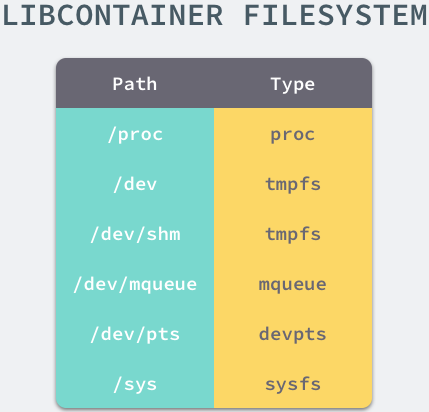 LIBCONTAINER FILESYSTEM
Path Type
/proc proc
/dev tmpfs
/dev/shm tmpfs
/dev/mqueue mqueue
/dev/pts devpts
/sys sysfs